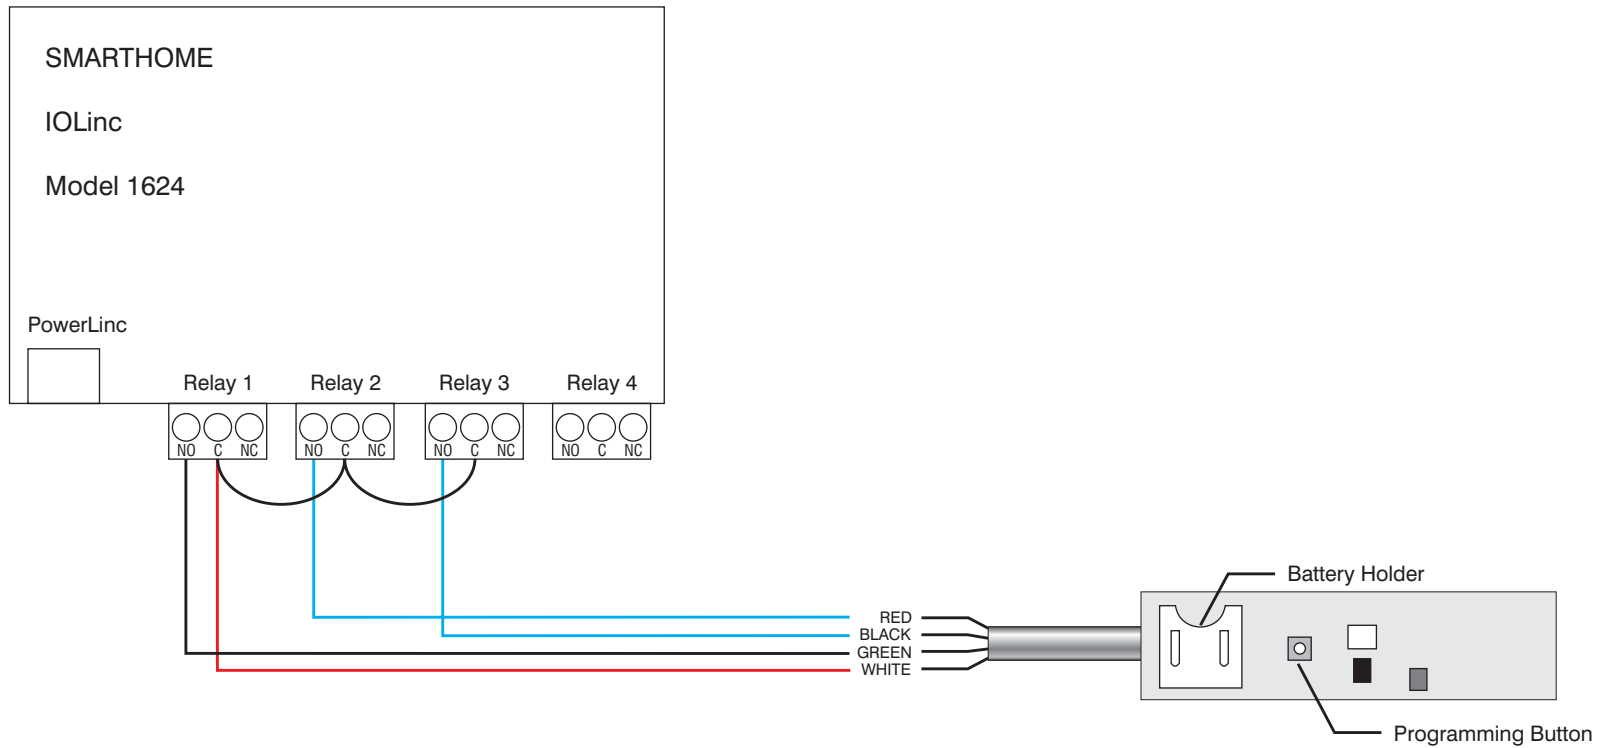 SMARTHOME
IOLinc
Model 1624
PowerLinc
Relay 1 Relay 2 Relay 3 Relay 4
NO C NC NO C NC NO C NC NO C NC
Battery Holder
RED
BLACK
GREEN
WHITE
Programming Button